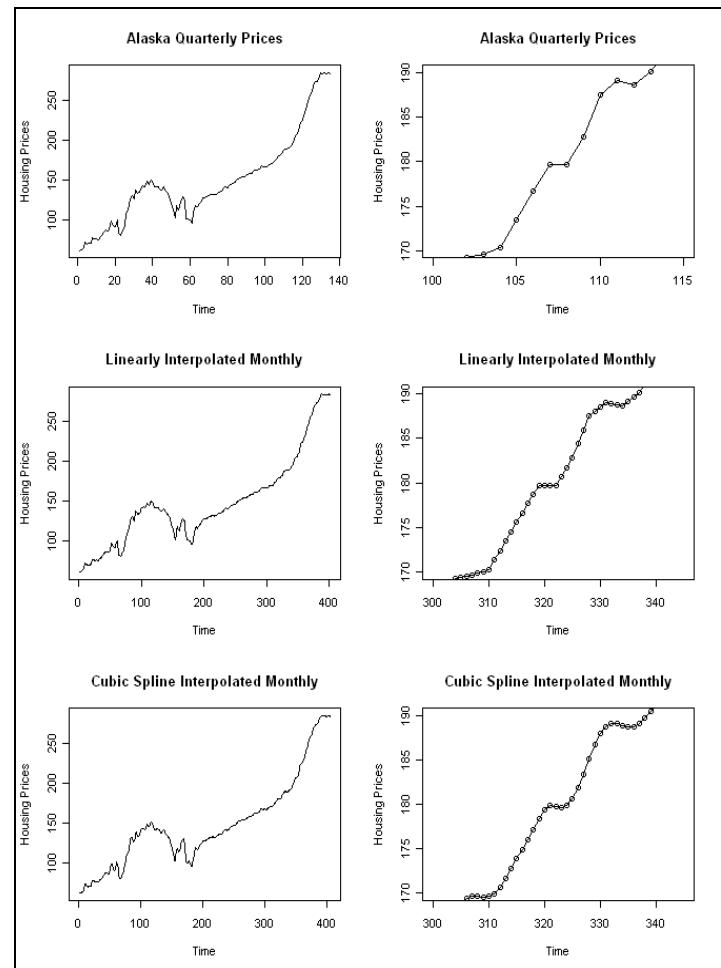 Alaska Quarterly Prices
Housing Prices
100 150 200 250
0 20 40 60 80 100 120 140
Time
Alaska Quarterly Prices
Housing Prices
170 175 180 185 190
100 105 110 115
Time
Linearly Interpolated Monthly
Housing Prices
100 150 200 250
0 100 200 300 400
Time
Linearly Interpolated Monthly
Housing Prices
170 175 180 185 190
300 310 320 330 340
Time
Cubic Spline Interpolated Monthly
Housing Prices
100 150 200 250
0 100 200 300 400
Time
Cubic Spline Interpolated Monthly
Housing Prices
170 175 180 185 190
300 310 320 330 340
Time